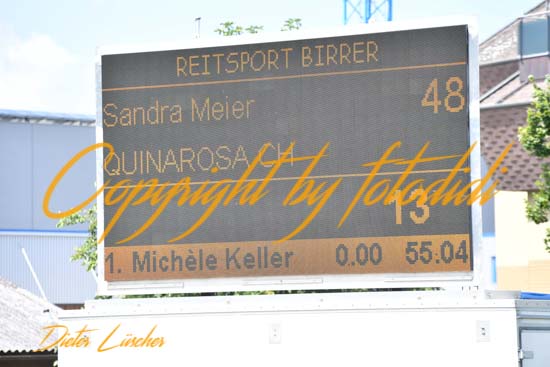 REITSPORT BIRRER
Sandra Meier 48
QUINAROSA CH
13
1. Michèle Keller 0.00 55.04
Copyright by fotodidi
Dieter Lüscher